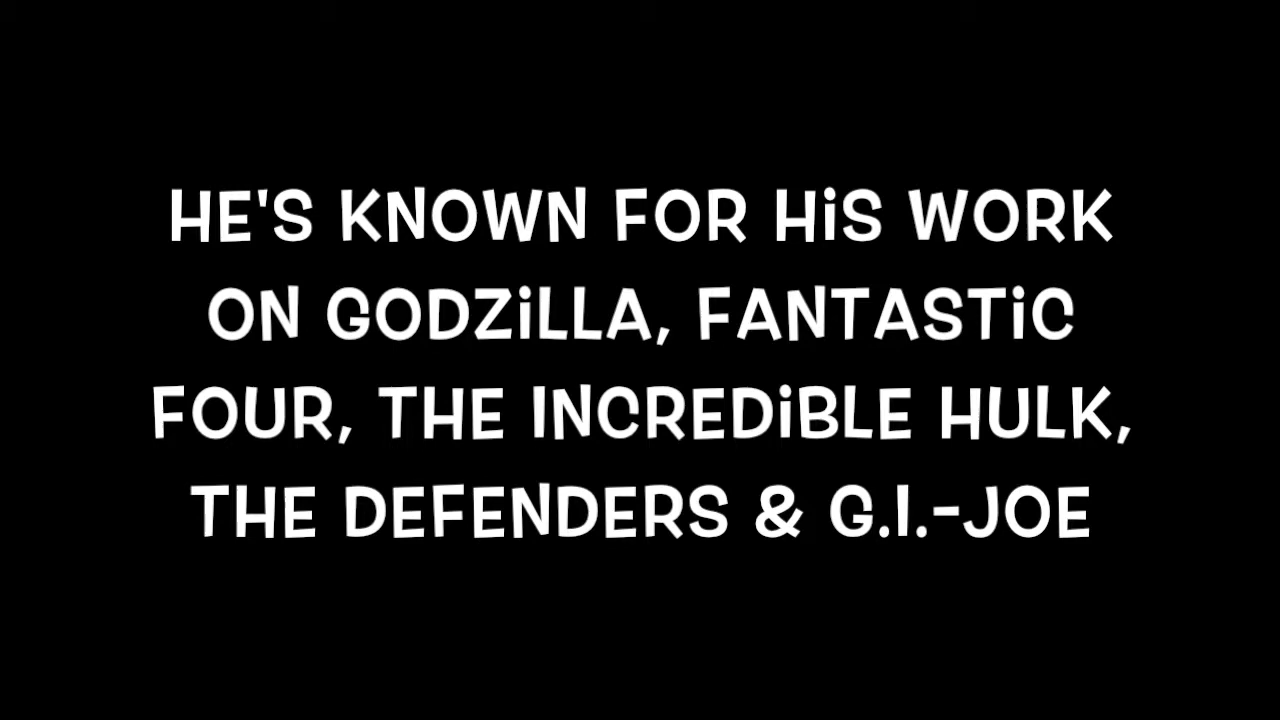 HE'S KNOWN FOR HiS WORK
ON GODZiLLA, FANTASTiC
FOUR, THE INCREDiBLE HULK,
THE DEFENDERS & G.I.-JOE